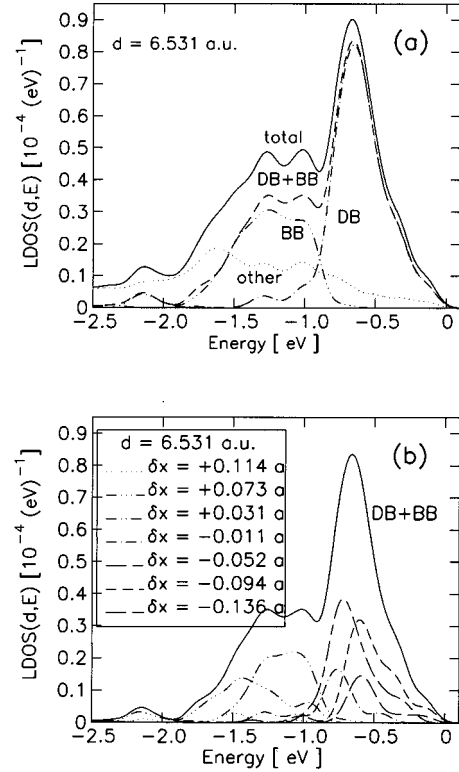 d = 6.531 a.u.
(a)
total
DB+BB
DB
BB
other
LDOS(d,E) [10⁻⁴ (eV)⁻¹]
0.9
0.8
0.7
0.6
0.5
0.4
0.3
0.2
0.1
0
-2.5 -2.0 -1.5 -1.0 -0.5 0
Energy [ eV]
(b)
d = 6.531 a.u.
δx = +0.114 a
δx = +0.073 a
δx = +0.031 a
δx = -0.011 a
δx = -0.052 a
δx = -0.094 a
δx = -0.136 a
DB+BB
LDOS(d,E) [10⁻⁴ (eV)⁻¹]
0.9
0.8
0.7
0.6
0.5
0.4
0.3
0.2
0.1
0
-2.5 -2.0 -1.5 -1.0 -0.5 0
Energy [ eV]